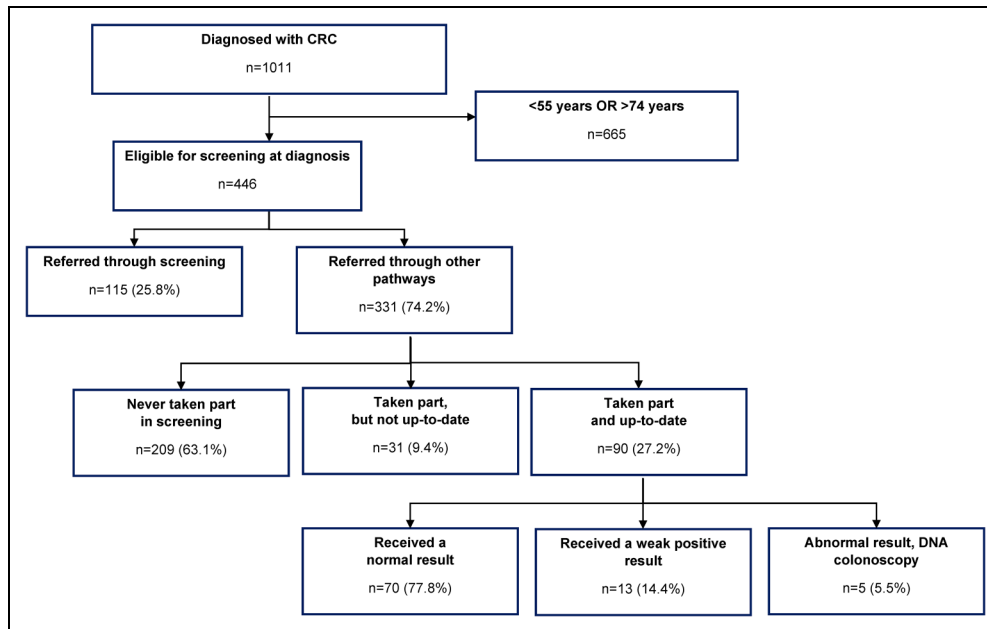 Diagnosed with CRC
n=1011
<55 years OR >74 years
n=665
Eligible for screening at diagnosis
n=446
Referred through screening
n=115 (25.8%)
Referred through other
pathways
n=331 (74.2%)
Never taken part
in screening
n=209 (63.1%)
Taken part,
but not up-to-date
n=31 (9.4%)
Taken part
and up-to-date
n=90 (27.2%)
Received a
normal result
n=70 (77.8%)
Received a weak positive
result
n=13 (14.4%)
Abnormal result, DNA
colonoscopy
n=5 (5.5%)